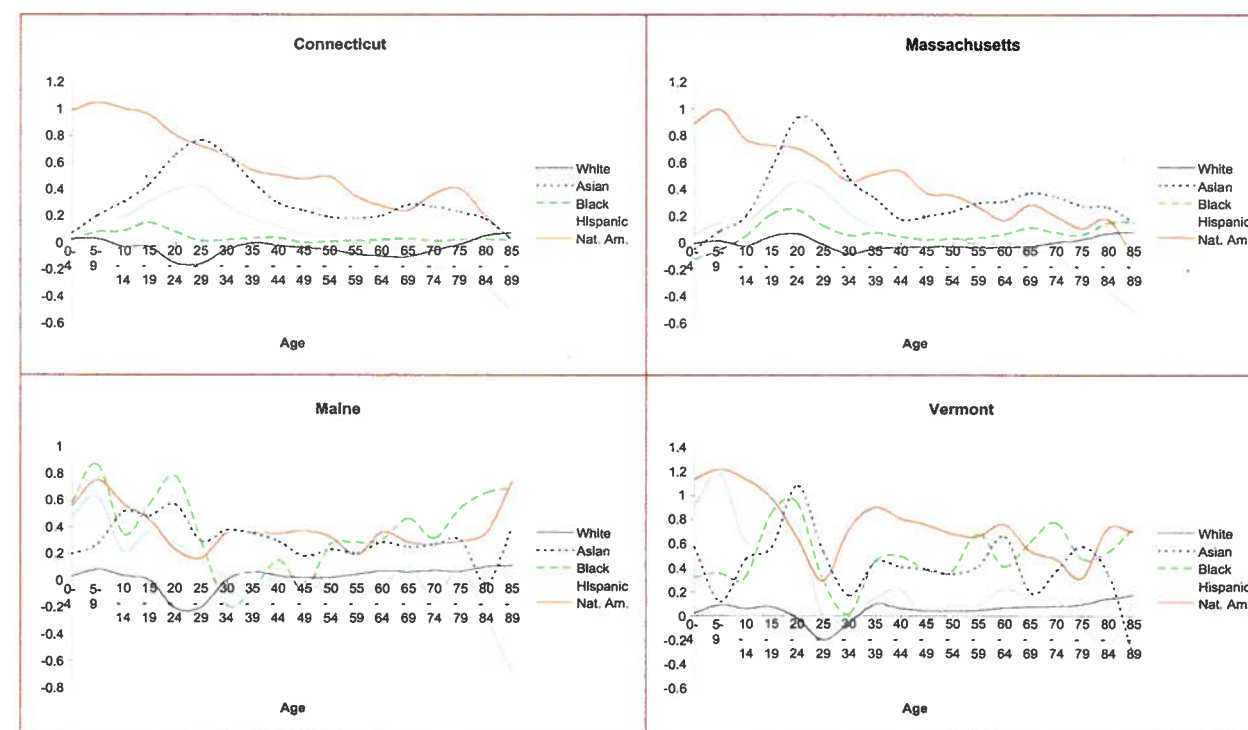 Connecticut
1.2
1
0.8
0.6
0.4
0.2
0
-0.2
-0.4
-0.6
0- 5- 10 15 20 25 30 35 40 45 50 55 60 65 70 75 80 85
4 9 - - - - - - - - - - - - - - - -
14 19 24 29 34 39 44 49 54 59 64 69 74 79 84 89
Age
White
Asian
Black
Hispanic
Nat. Am.
Massachusetts
1.2
1
0.8
0.6
0.4
0.2
0
-0.2
-0.4
-0.6
0- 5- 10 15 20 25 30 35 40 45 50 55 60 65 70 75 80 85
4 9 - - - - - - - - - - - - - - - -
14 19 24 29 34 39 44 49 54 59 64 69 74 79 84 89
Age
White
Asian
Black
Hispanic
Nat. Am.
Maine
1
0.8
0.6
0.4
0.2
0
-0.2
-0.4
-0.6
-0.8
0- 5- 10 15 20 25 30 35 40 45 50 55 60 65 70 75 80 85
4 9 - - - - - - - - - - - - - - - -
14 19 24 29 34 39 44 49 54 59 64 69 74 79 84 89
Age
White
Asian
Black
Hispanic
Nat. Am.
Vermont
1.4
1.2
1
0.8
0.6
0.4
0.2
0
-0.2
-0.4
-0.6
0- 5- 10 15 20 25 30 35 40 45 50 55 60 65 70 75 80 85
4 9 - - - - - - - - - - - - - - - -
14 19 24 29 34 39 44 49 54 59 64 69 74 79 84 89
Age
White
Asian
Black
Hispanic
Nat. Am.